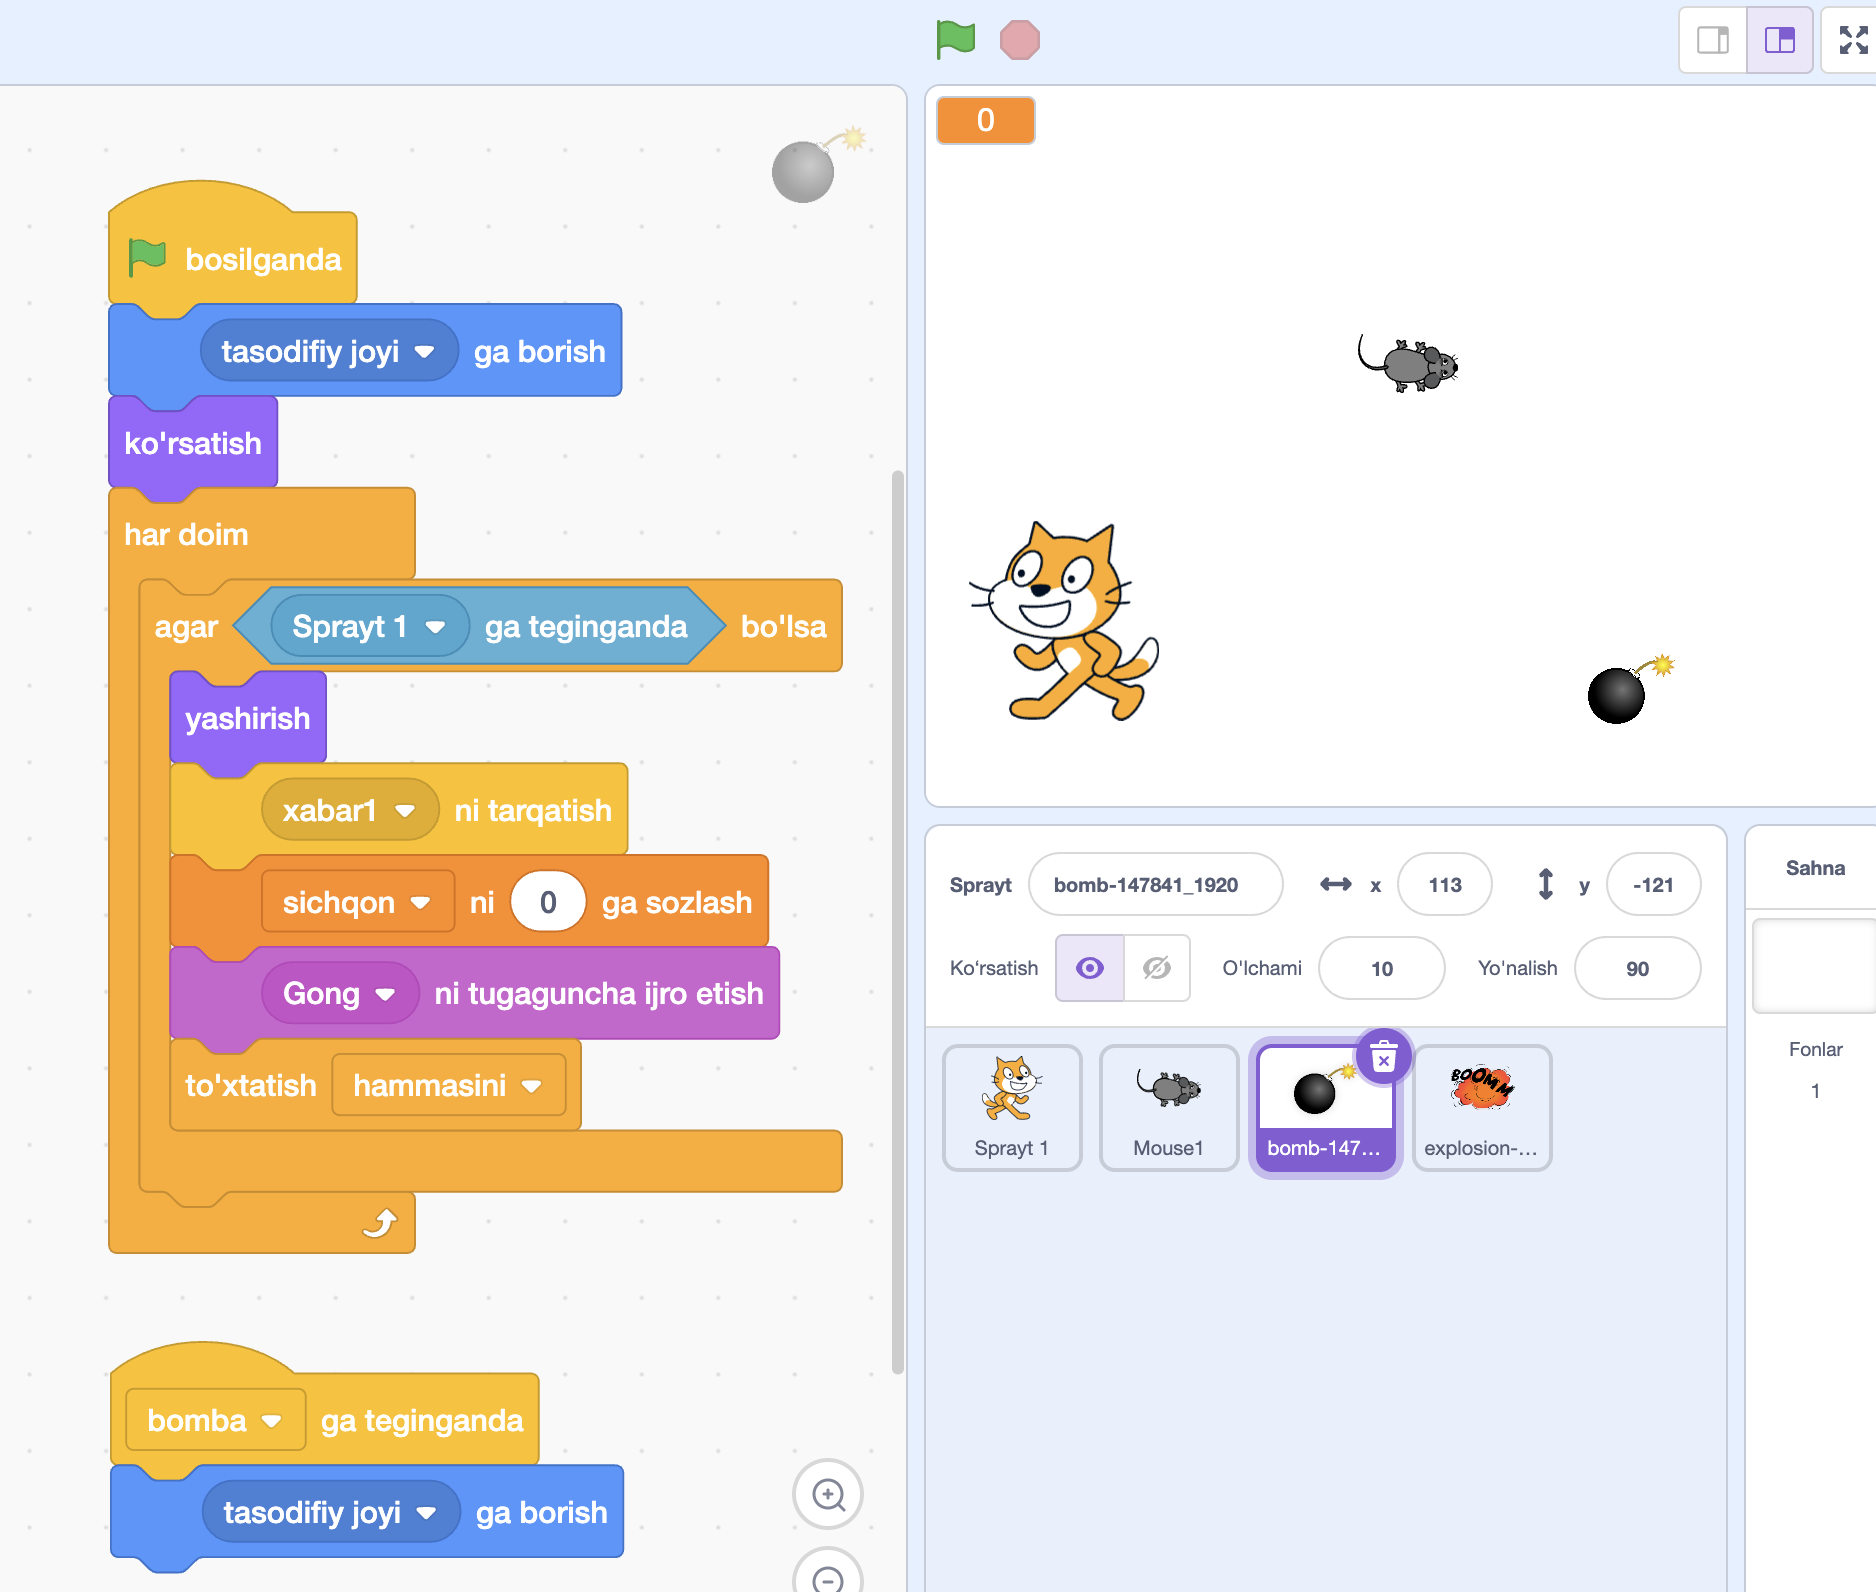 bosilganda
tasodifiy joyi ga borish
ko'rsatish
har doim
agar Sprayt 1 ga teginganda bo'lsa
yashirish
xabar1 ni tarqatish
sichqon ni 0 ga sozlash
Gong ni tugaguncha ijro etish
to'xtatish hammasini
bomba ga teginganda
tasodifiy joyi ga borish
0
Sprayt bomb-147841_1920 x 113 y -121
Ko‘rsatish O'lchami 10 Yo'nalish 90
Sprayt 1
Mouse1
bomb-147...
BOOMM
explosion-...
Sahna
Fonlar
1